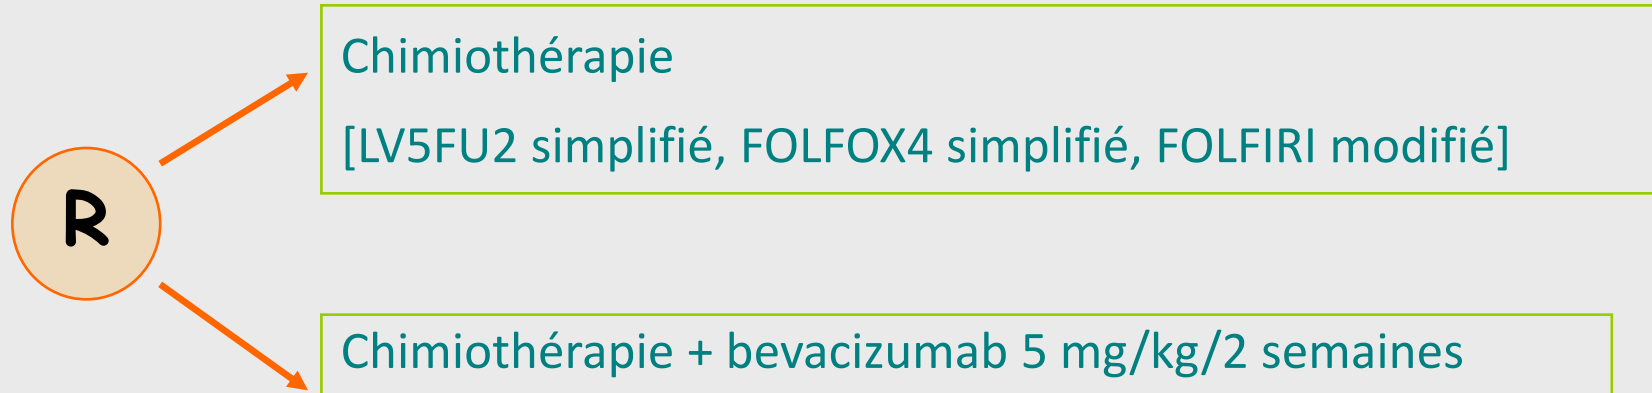 Chimiothérapie
[LV5FU2 simplifié, FOLFOX4 simplifié, FOLFIRI modifié]
R
Chimiothérapie + bevacizumab 5 mg/kg/2 semaines